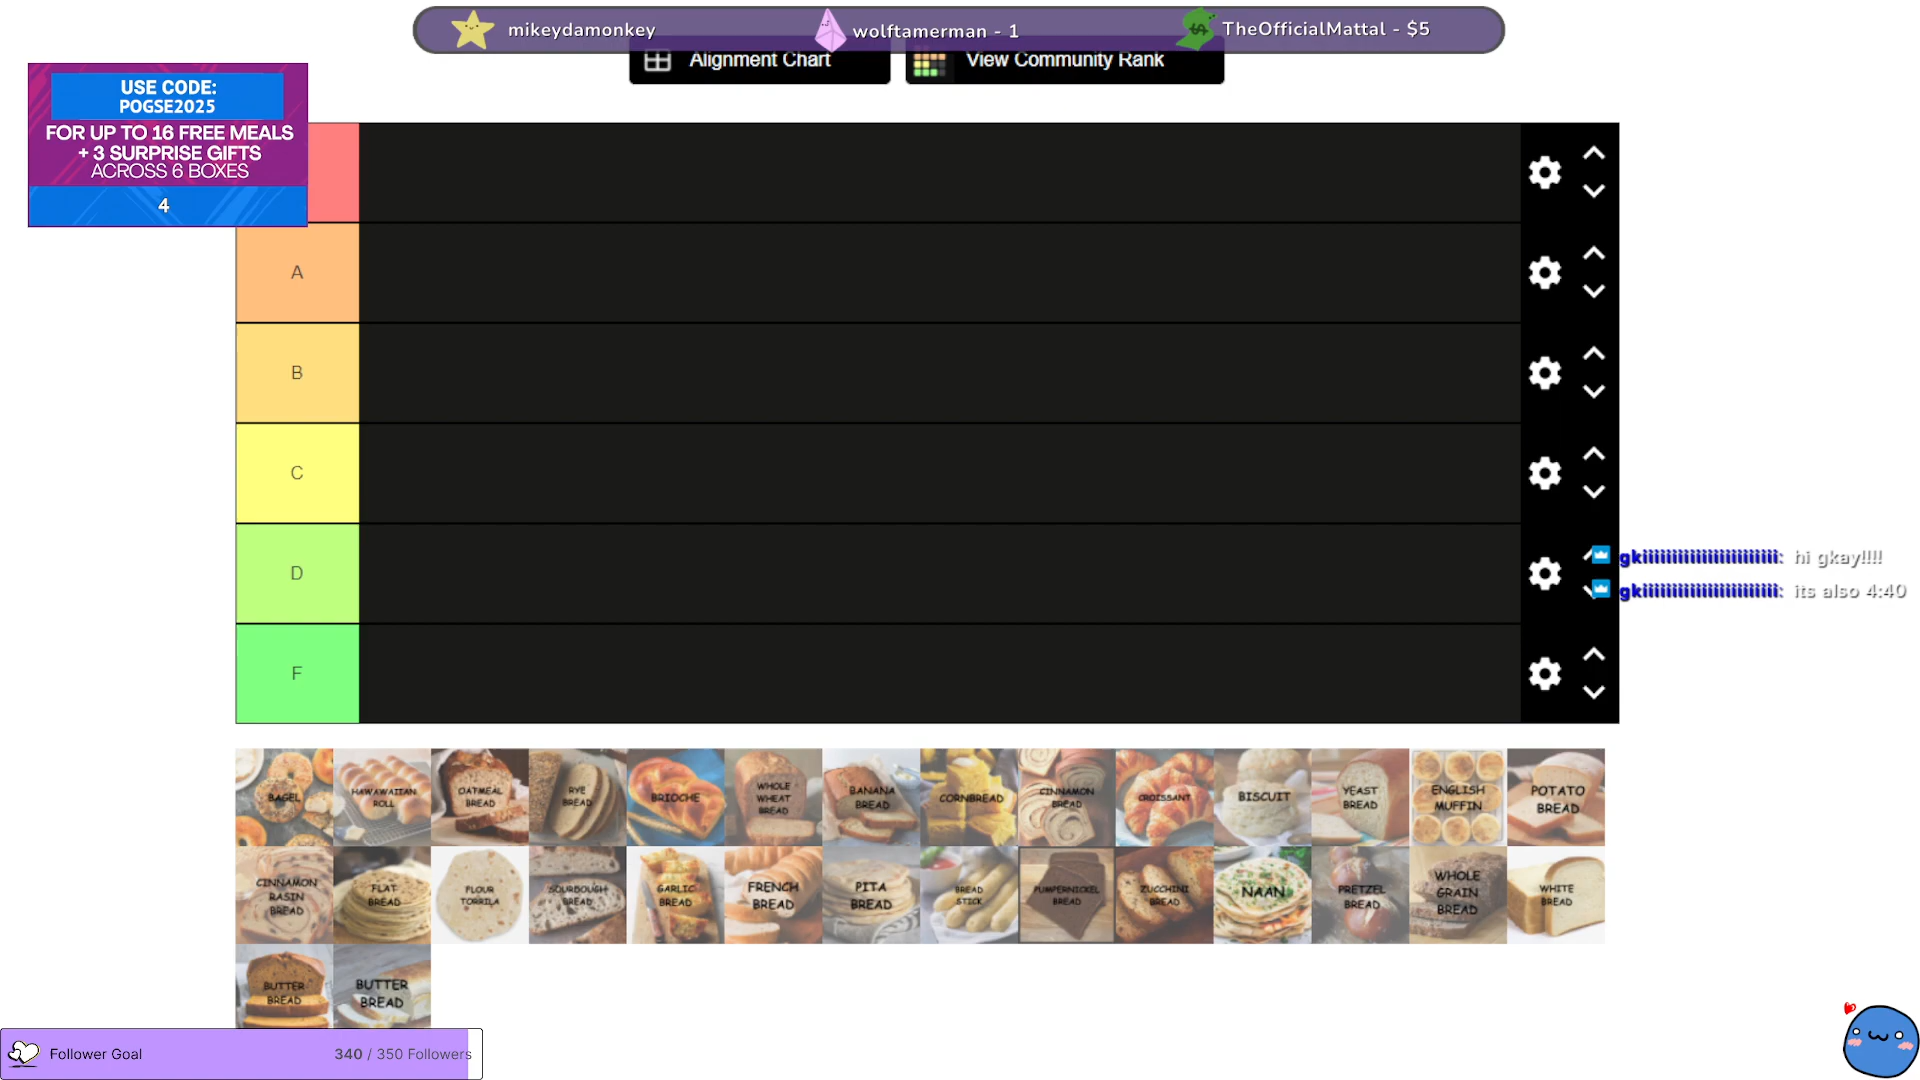 mikeydamonkey
wolftamerman - 1
TheOfficialMattal - $5
Alignment Chart
View Community Rank
USE CODE:
POGSE2025
FOR UP TO 16 FREE MEALS
+ 3 SURPRISE GIFTS
ACROSS 6 BOXES
4
A
B
C
D
gkiiiiiiiiiiiiiiiiiiiiiii: hi gkay!!!!
gkiiiiiiiiiiiiiiiiiiiiiii: its also 4:40
F
BAGEL
HAWAWAIIAN
ROLL
OATMEAL
BREAD
RYE
BREAD
BRIOCHE
WHOLE
WHEAT
BREAD
BANANA
BREAD
CORNBREAD
CINNAMON
BREAD
CROISSANT
BISCUIT
YEAST
BREAD
ENGLISH
MUFFIN
POTATO
BREAD
CINNAMON
RASIN
BREAD
FLAT
BREAD
FLOUR
TORRILA
SOURBOUGH
BREAD
GARLIC
BREAD
FRENCH
BREAD
PITA
BREAD
BREAD
STICK
PUMPERNICKEL
BREAD
ZUCCHINI
BREAD
NAAN
PRETZEL
BREAD
WHOLE
GRAIN
BREAD
WHITE
BREAD
BUTTER
BREAD
BUTTER
BREAD
Follower Goal
340 / 350 Followers